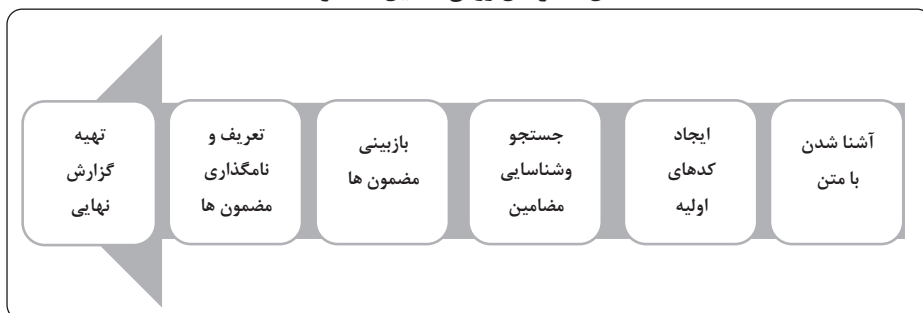 آشنا شدن
با متن
ایجاد
کدهای
اولیه
جستجو
وشناسایی
مضامین
بازبینی
مضمون ها
تعریف و
نامگذاری
مضمون ها
تهیه
گزارش
نهایی